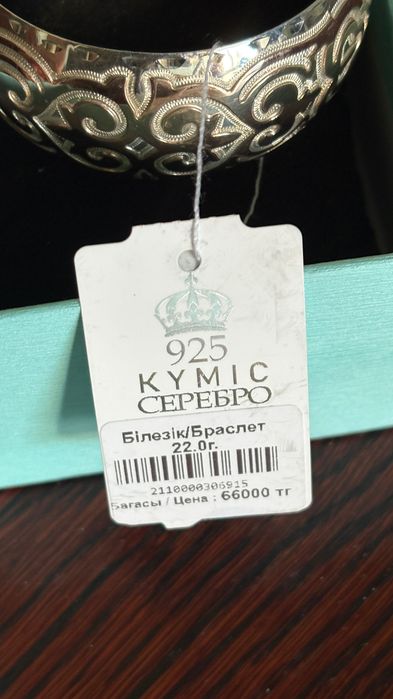 925
КҮМІС
СЕРЕБРО
Білезік/Браслет
22.0г.
2110000306915
Бағасы / Цена : 66000 тг